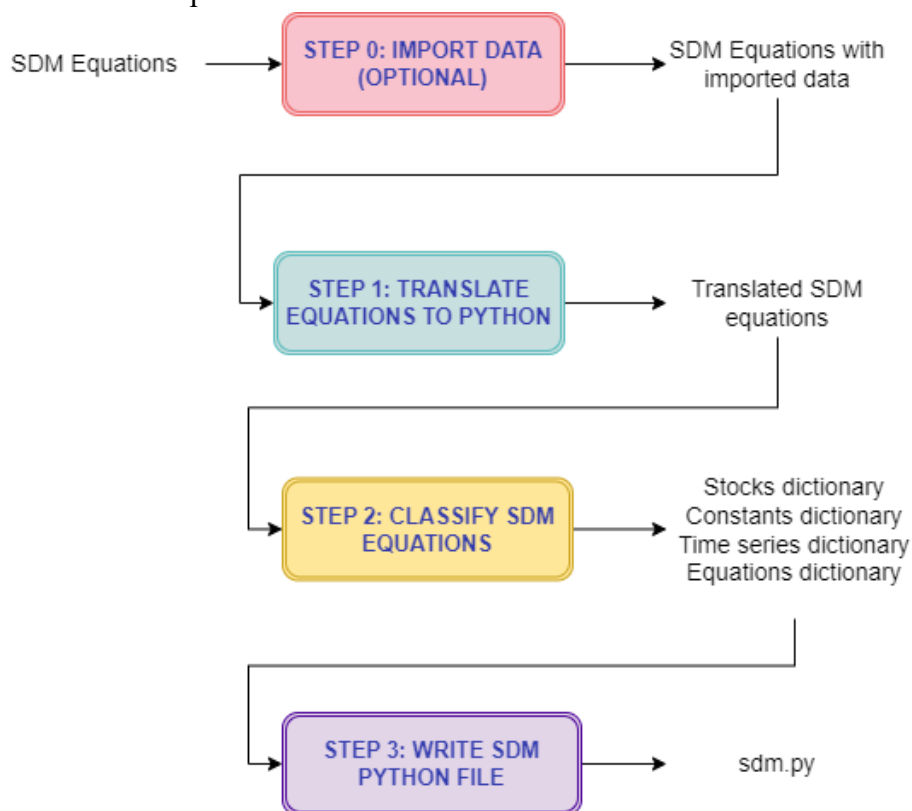 SDM Equations
STEP 0: IMPORT DATA
(OPTIONAL)
SDM Equations with
imported data
STEP 1: TRANSLATE
EQUATIONS TO PYTHON
Translated SDM
equations
STEP 2: CLASSIFY SDM
EQUATIONS
Stocks dictionary
Constants dictionary
Time series dictionary
Equations dictionary
STEP 3: WRITE SDM
PYTHON FILE
sdm.py